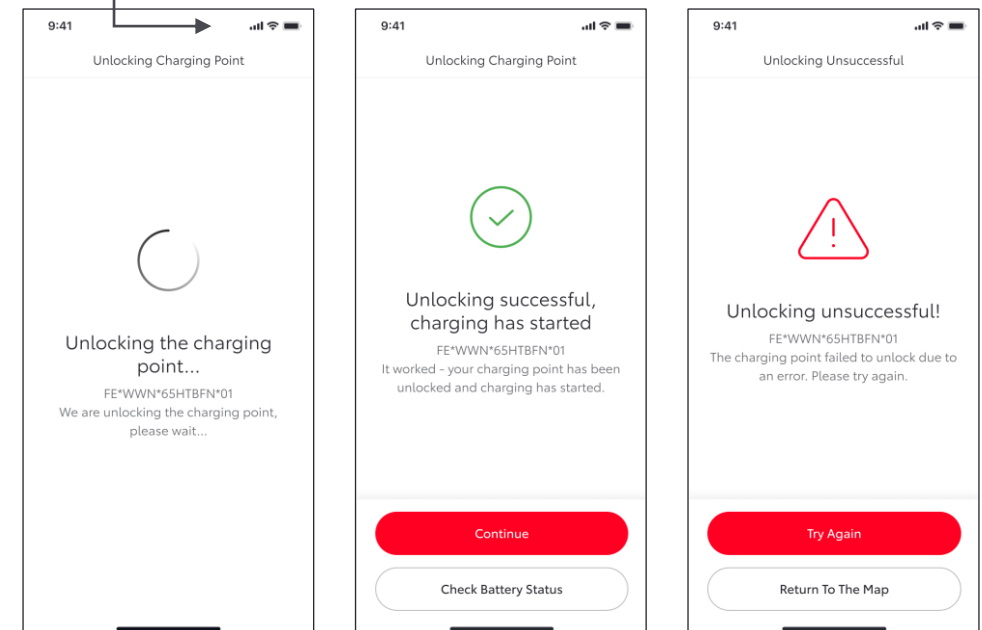 9:41
Unlocking Charging Point
Unlocking the charging
point...
FE*WWN*65HTBFN*01
We are unlocking the charging point,
please wait...
9:41
Unlocking Charging Point
Unlocking successful,
charging has started
FE*WWN*65HTBFN*01
It worked - your charging point has been
unlocked and charging has started.
Continue
Check Battery Status
9:41
Unlocking Unsuccessful
Unlocking unsuccessful!
FE*WWN*65HTBFN*01
The charging point failed to unlock due to
an error. Please try again.
Try Again
Return To The Map